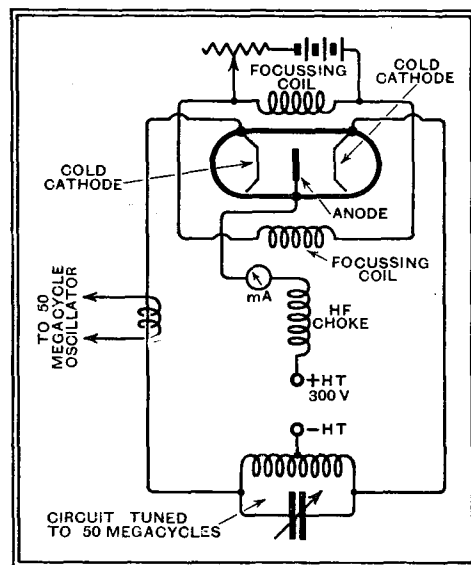 FOCUSSING
COIL
COLD
CATHODE
COLD
CATHODE
ANODE
FOCUSSING
COIL
mA
HF
CHOKE
TO 50
MEGACYCLE
OSCILLATOR
+HT
300 V
-HT
CIRCUIT TUNED
TO 50 MEGACYCLES